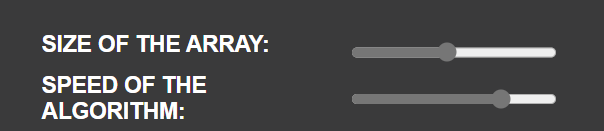 SIZE OF THE ARRAY:
SPEED OF THE
ALGORITHM: